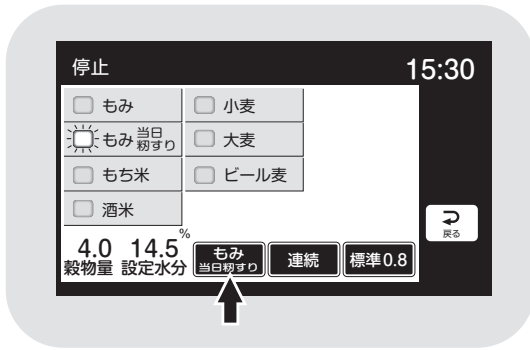 停止 15:30
もみ 小麦
もみ 当日籾すり 大麦
もち米 ビール麦
酒米
戻る
4.0 14.5%
穀物量 設定水分
もみ
当日籾すり
連続
標準0.8